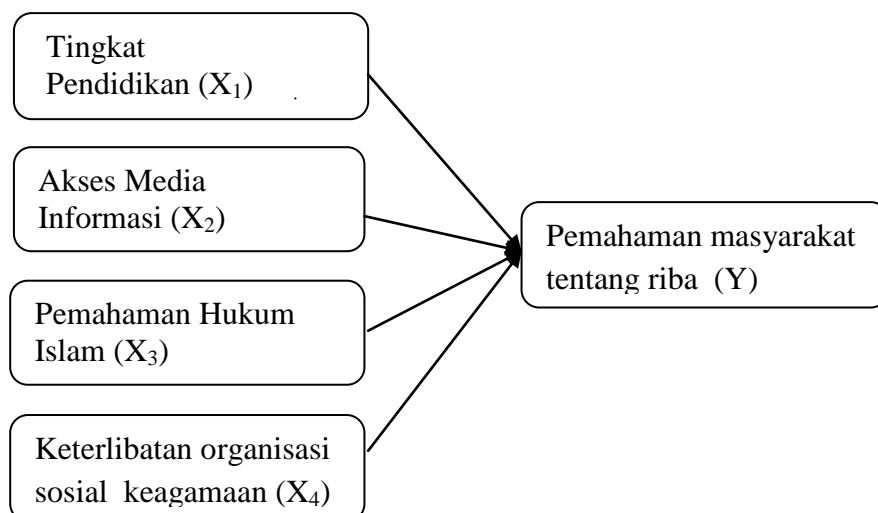 Tingkat
Pendidikan (X₁)
Akses Media
Informasi (X₂)
Pemahaman Hukum
Islam (X₃)
Keterlibatan organisasi
sosial keagamaan (X₄)
Pemahaman masyarakat
tentang riba (Y)